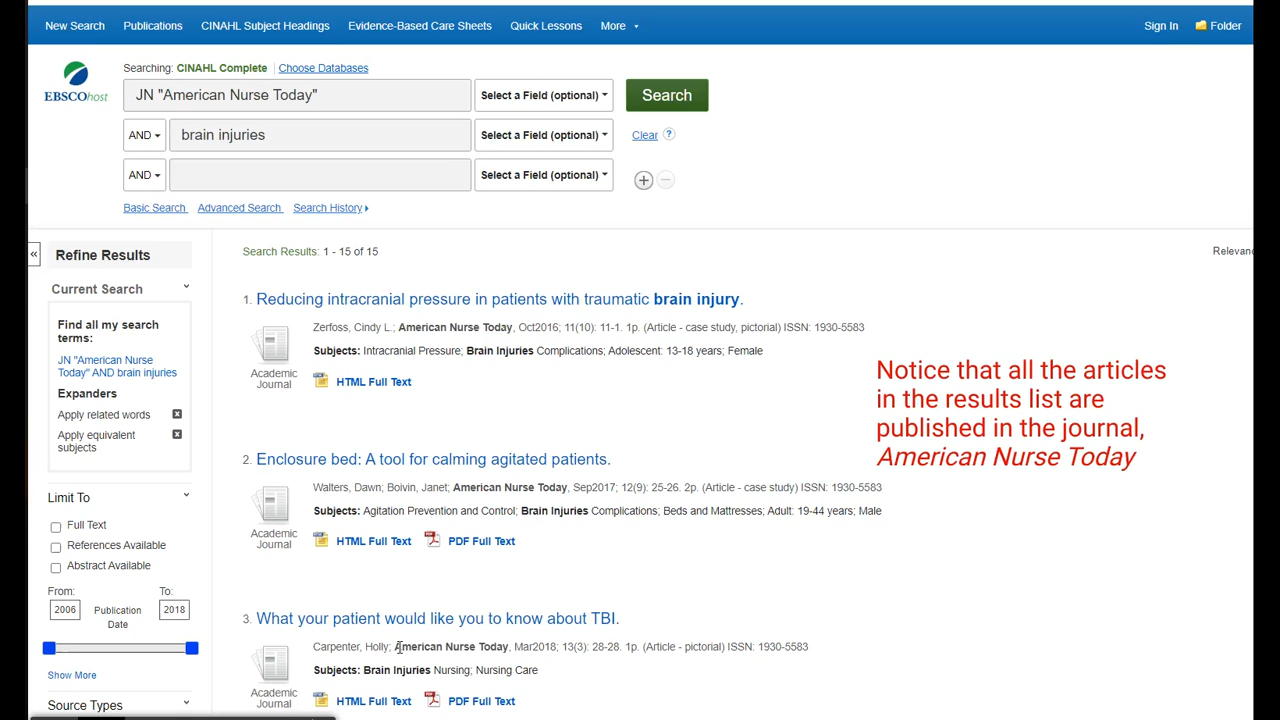 New Search Publications CINAHL Subject Headings Evidence-Based Care Sheets Quick Lessons More Sign In Folder
Searching: CINAHL Complete Choose Databases
EBSCOhost
JN "American Nurse Today" Select a Field (optional) Search
AND brain injuries Select a Field (optional) Clear ?
AND Select a Field (optional)
Basic Search Advanced Search Search History
« Refine Results
Current Search
Find all my search
terms:
JN "American Nurse
Today" AND brain injuries
Expanders
Apply related words
Apply equivalent
subjects
Limit To
Full Text
References Available
Abstract Available
From: To:
2006 Publication Date 2018
Show More
Source Types
Search Results: 1 - 15 of 15
Relevanc
1. Reducing intracranial pressure in patients with traumatic brain injury.
Zerfoss, Cindy L.; American Nurse Today, Oct2016; 11(10): 11-1. 1p. (Article - case study, pictorial) ISSN: 1930-5583
Subjects: Intracranial Pressure; Brain Injuries Complications; Adolescent: 13-18 years; Female
Academic
Journal
HTML Full Text
2. Enclosure bed: A tool for calming agitated patients.
Walters, Dawn; Boivin, Janet; American Nurse Today, Sep2017; 12(9): 25-26. 2p. (Article - case study) ISSN: 1930-5583
Subjects: Agitation Prevention and Control; Brain Injuries Complications; Beds and Mattresses; Adult: 19-44 years; Male
Academic
Journal
HTML Full Text PDF Full Text
3. What your patient would like you to know about TBI.
Carpenter, Holly; American Nurse Today, Mar2018; 13(3): 28-28. 1p. (Article - pictorial) ISSN: 1930-5583
Subjects: Brain Injuries Nursing; Nursing Care
Academic
Journal
HTML Full Text PDF Full Text
Notice that all the articles
in the results list are
published in the journal,
American Nurse Today